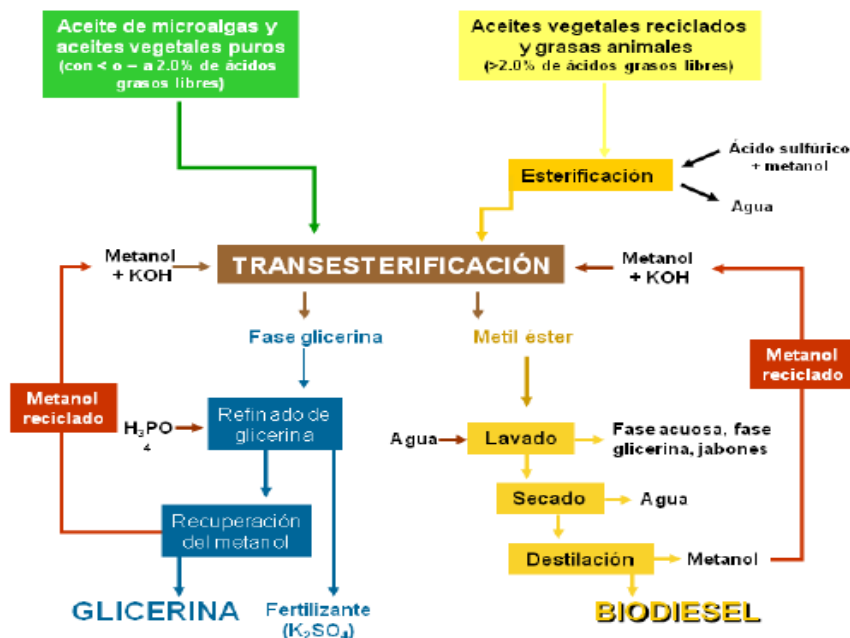 Aceite de microalgas y
aceites vegetales puros
(con < o – a 2.0% de ácidos
grasos libres)
Aceites vegetales reciclados
y grasas animales
(>2.0% de ácidos grasos libres)
Esterificación
Ácido sulfúrico
+ metanol
Agua
Metanol
+ KOH
TRANSESTERIFICACIÓN
Metanol
+ KOH
Fase glicerina
Metil éster
Metanol
reciclado
Metanol
reciclado
H₃PO
4
Refinado de
glicerina
Agua
Lavado
Fase acuosa, fase
glicerina, jabones
Secado
Agua
Recuperación
del metanol
Destilación
Metanol
GLICERINA
Fertilizante
(K₂SO₄)
BIODIESEL